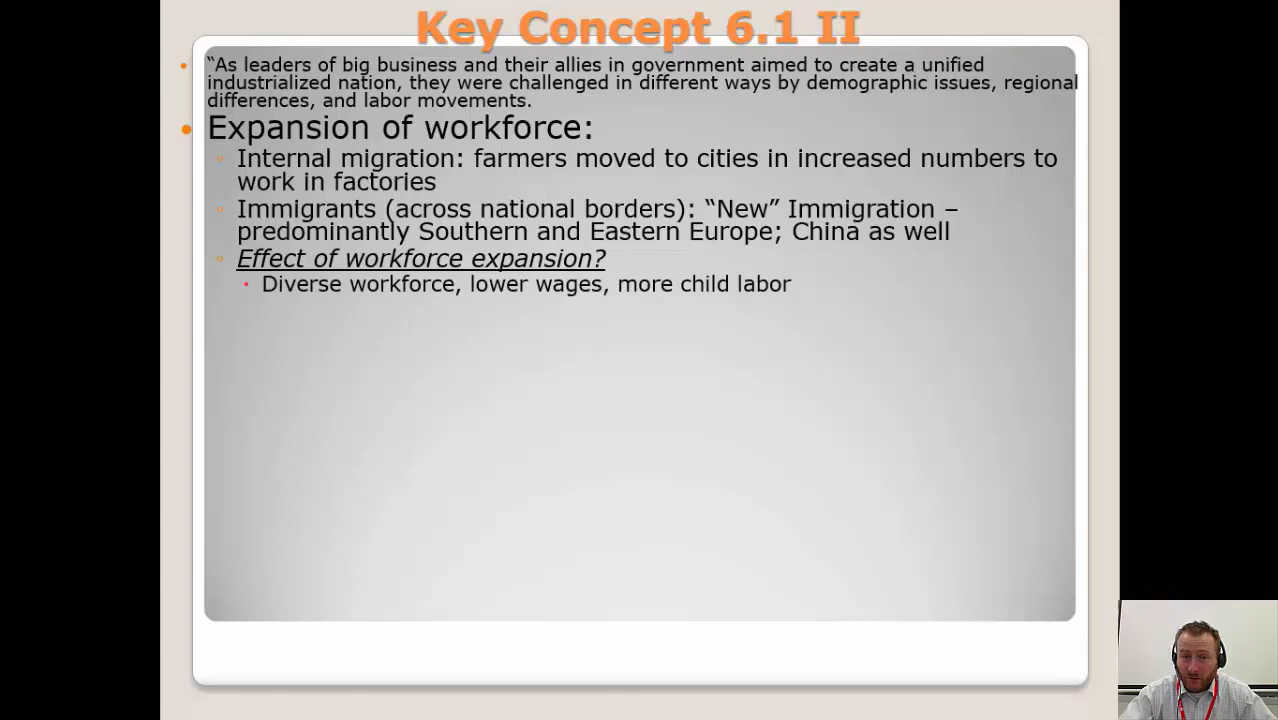 Key Concept 6.1 II
• “As leaders of big business and their allies in government aimed to create a unified
industrialized nation, they were challenged in different ways by demographic issues, regional
differences, and labor movements.
• Expansion of workforce:
◦ Internal migration: farmers moved to cities in increased numbers to
work in factories
◦ Immigrants (across national borders): “New” Immigration –
predominantly Southern and Eastern Europe; China as well
◦ Effect of workforce expansion?
▪ Diverse workforce, lower wages, more child labor